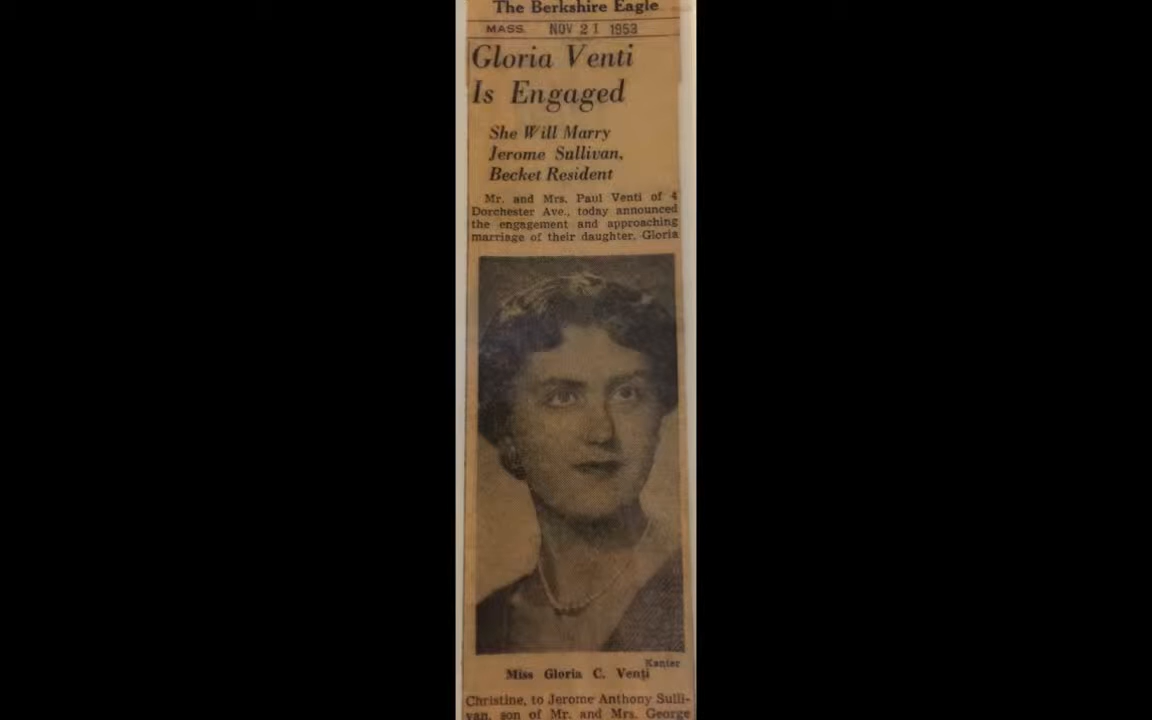 The Berkshire Eagle
MASS. NOV 21 1953
Gloria Venti
Is Engaged
She Will Marry
Jerome Sullivan,
Becket Resident
Mr. and Mrs. Paul Venti of 4
Dorchester Ave., today announced
the engagement and approaching
marriage of their daughter, Gloria
Kanter
Miss Gloria C. Venti
Christine, to Jerome Anthony Sulli-
van, son of Mr. and Mrs. George